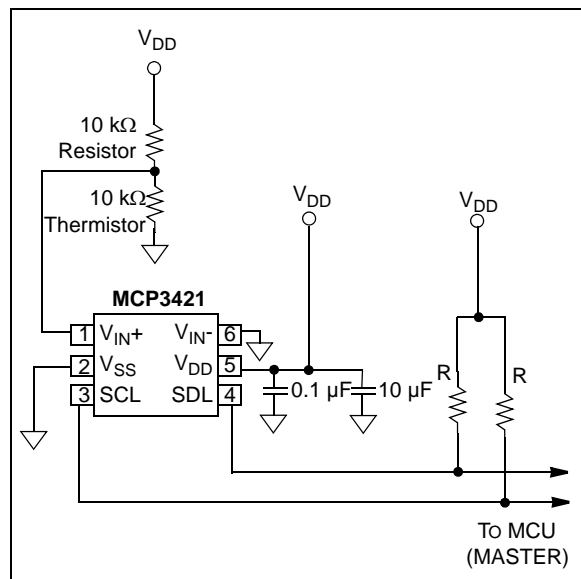 VDD
10 kΩ
Resistor
10 kΩ
Thermistor
VDD
VDD
MCP3421
1 VIN+ VIN- 6
2 VSS VDD 5
3 SCL SDL 4
0.1 µF 10 µF
R R
TO MCU
(MASTER)